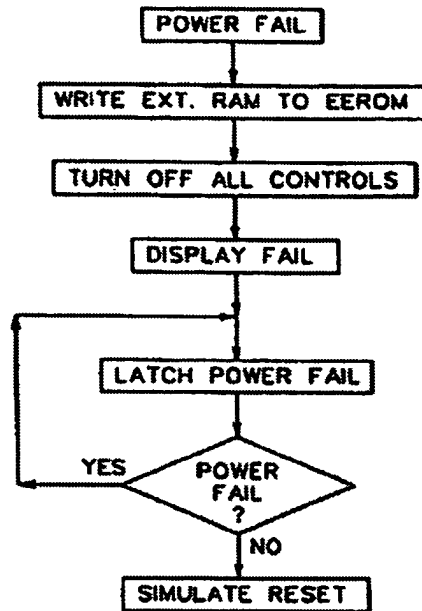 POWER FAIL
WRITE EXT. RAM TO EEROM
TURN OFF ALL CONTROLS
DISPLAY FAIL
LATCH POWER FAIL
YES
POWER
FAIL
?
NO
SIMULATE RESET